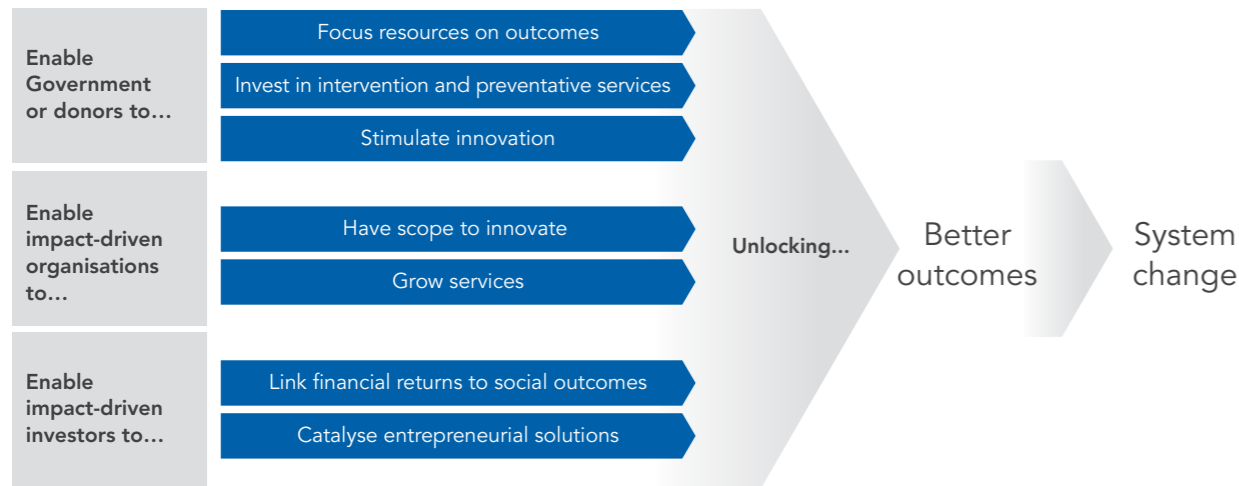 Enable
Government
or donors to...
Focus resources on outcomes
Invest in intervention and preventative services
Stimulate innovation
Enable
impact-driven
organisations
to...
Have scope to innovate
Grow services
Enable
impact-driven
investors to...
Link financial returns to social outcomes
Catalyse entrepreneurial solutions
Unlocking...
Better
outcomes
System
change